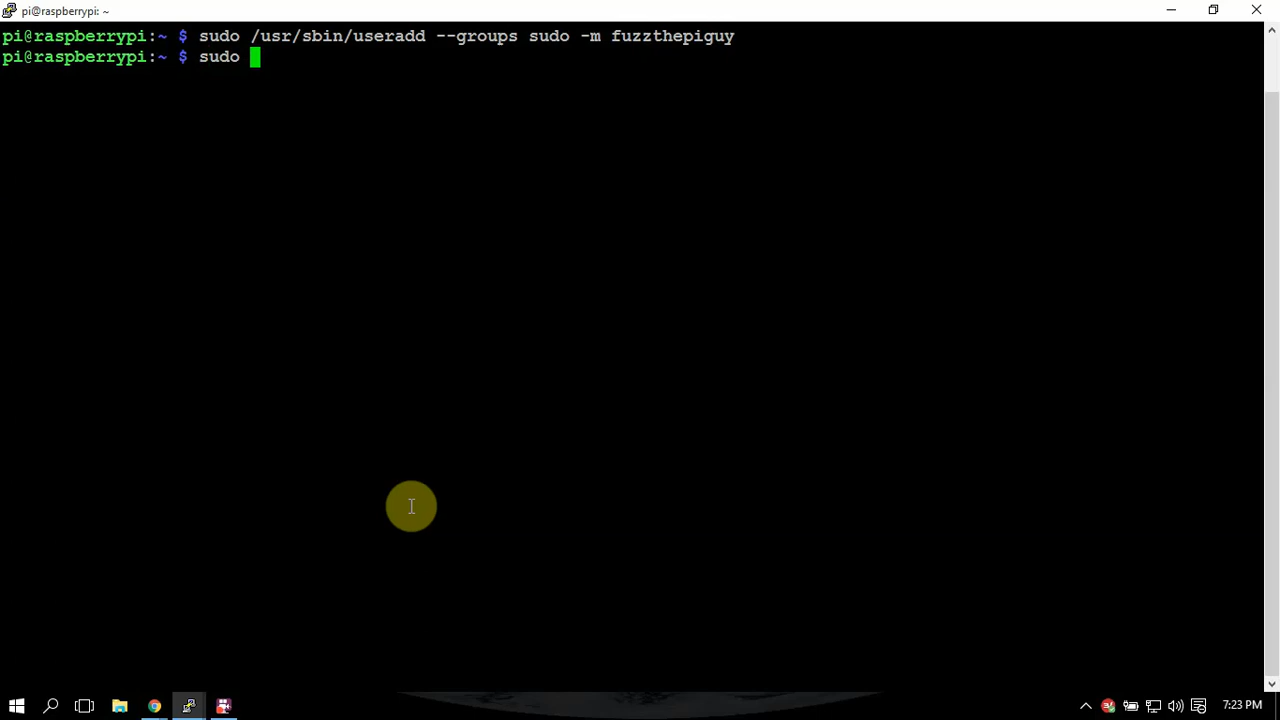 pi@raspberrypi: ~
pi@raspberrypi:~ $ sudo /usr/sbin/useradd --groups sudo -m fuzzthepiguy
pi@raspberrypi:~ $ sudo
7:23 PM